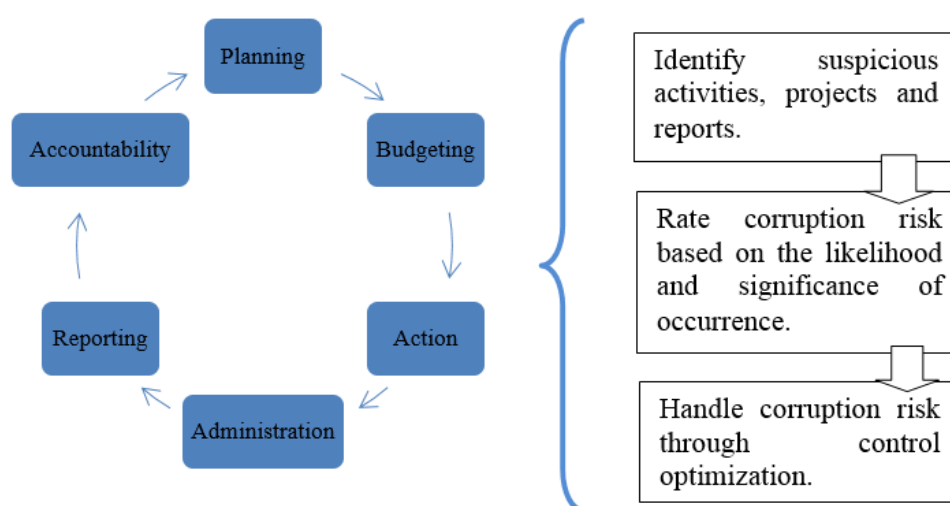 Planning
Budgeting
Action
Administration
Reporting
Accountability
Identify suspicious
activities, projects and
reports.
Rate corruption risk
based on the likelihood
and significance of
occurrence.
Handle corruption risk
through control
optimization.